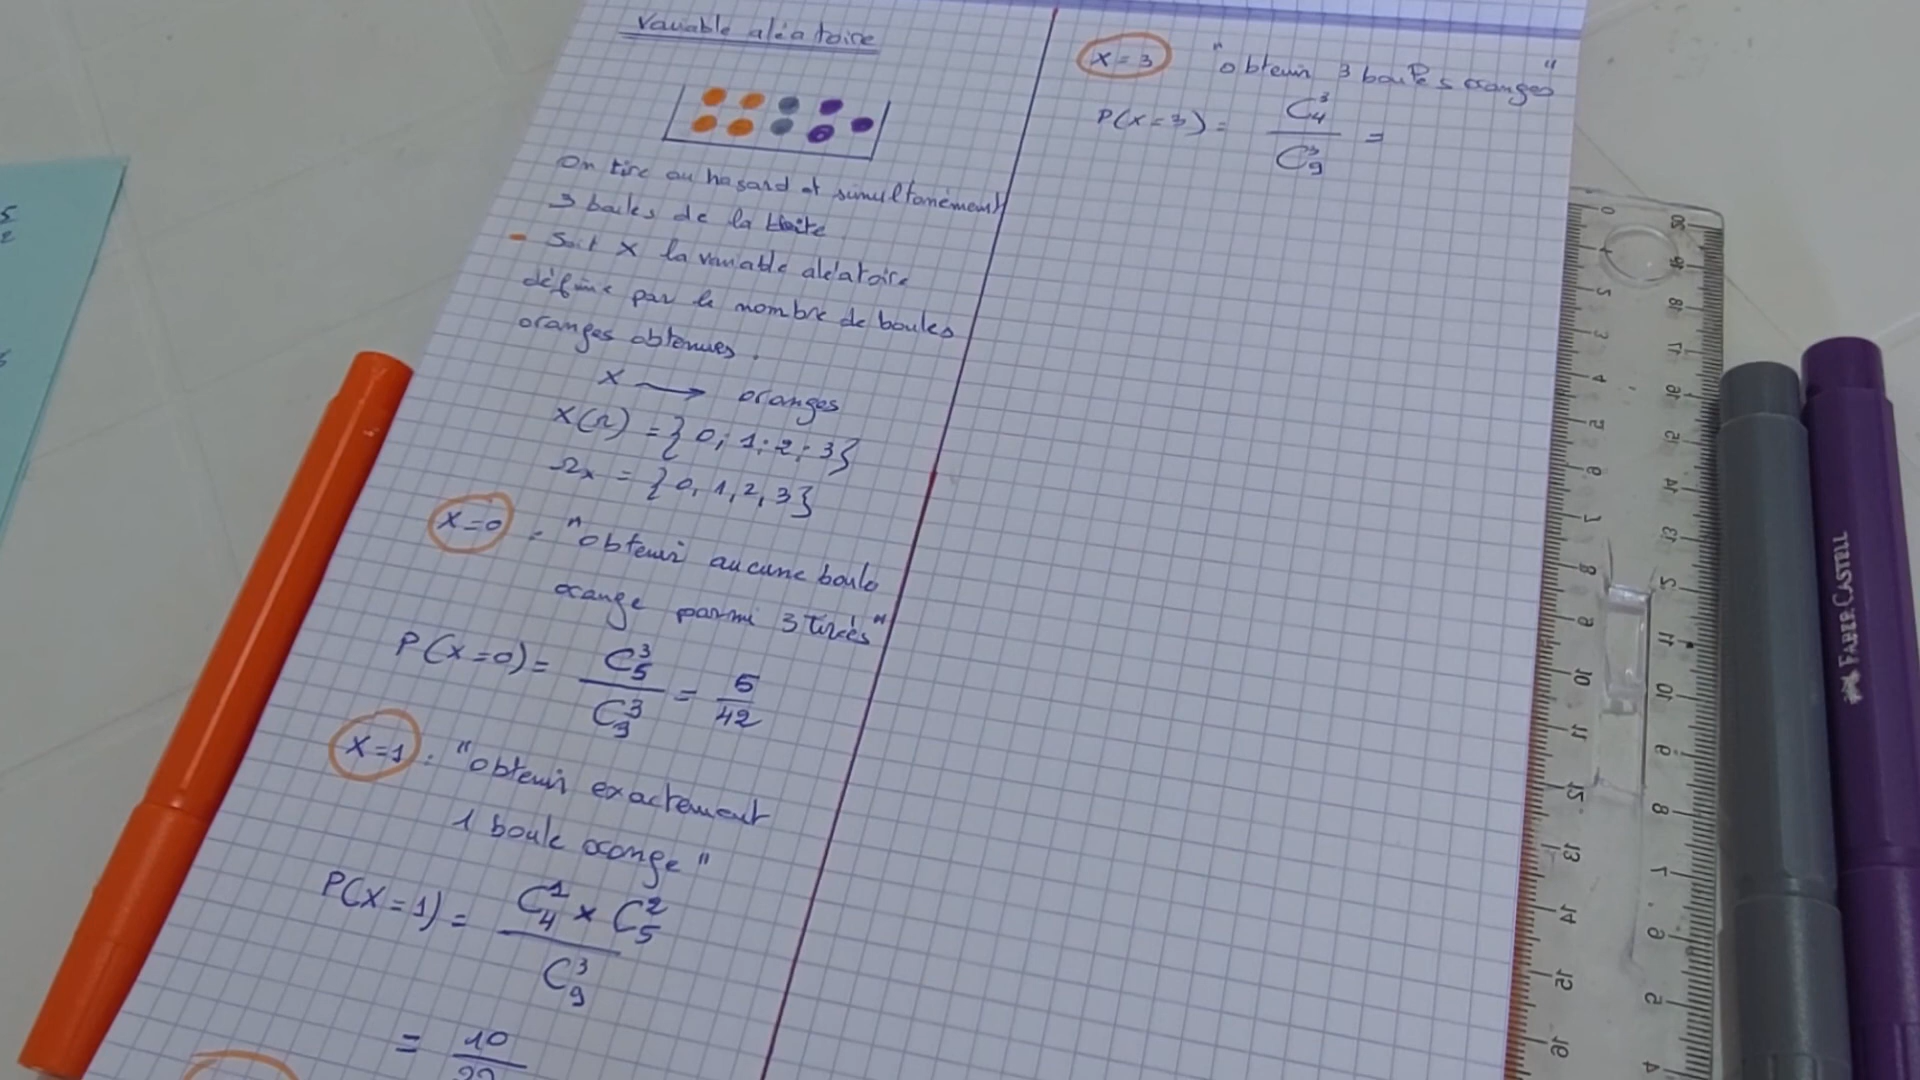 Variable aléatoire
On tire au hasard et simultanément
3 boules de la boîte
- Soit X la variable aléatoire
définie par le nombre de boules
oranges obtenues.
X → oranges
X(Ω) = {0; 1; 2; 3}
Ωx = {0, 1, 2, 3}
X=0 : "obtenir aucune boule
orange parmi 3 tirées"
P(X=0) = C₅³ / C₉³ = 5/42
X=1 : "obtenir exactement
1 boule orange"
P(X=1) = C₄¹ × C₅² / C₉³
= 10/
X=3 "obtenir 3 boules oranges"
P(X=3) = C₄³ / C₉³ =
FABER CASTELL